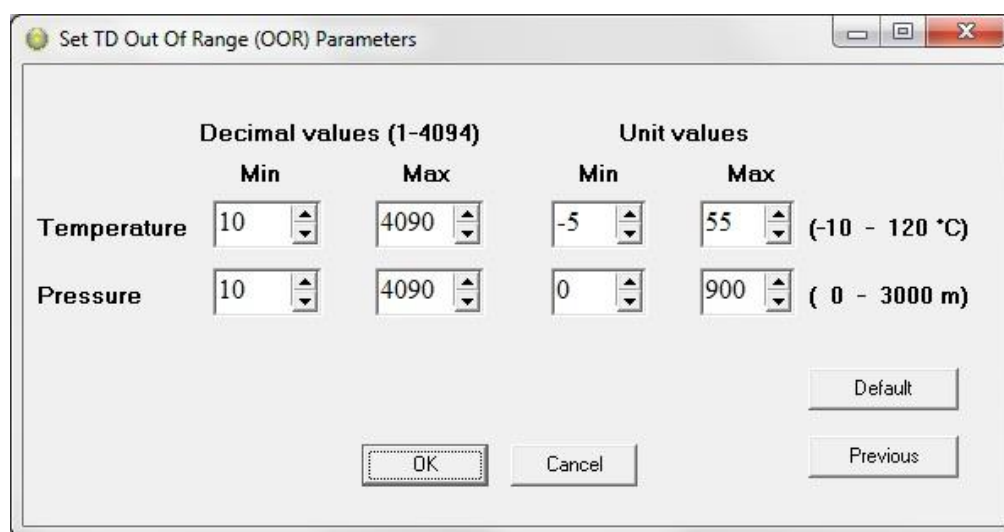 Set TD Out Of Range (OOR) Parameters
Decimal values (1-4094) Unit values
Min Max Min Max
Temperature 10 4090 -5 55 (-10 - 120 °C)
Pressure 10 4090 0 900 ( 0 - 3000 m)
Default
OK Cancel Previous